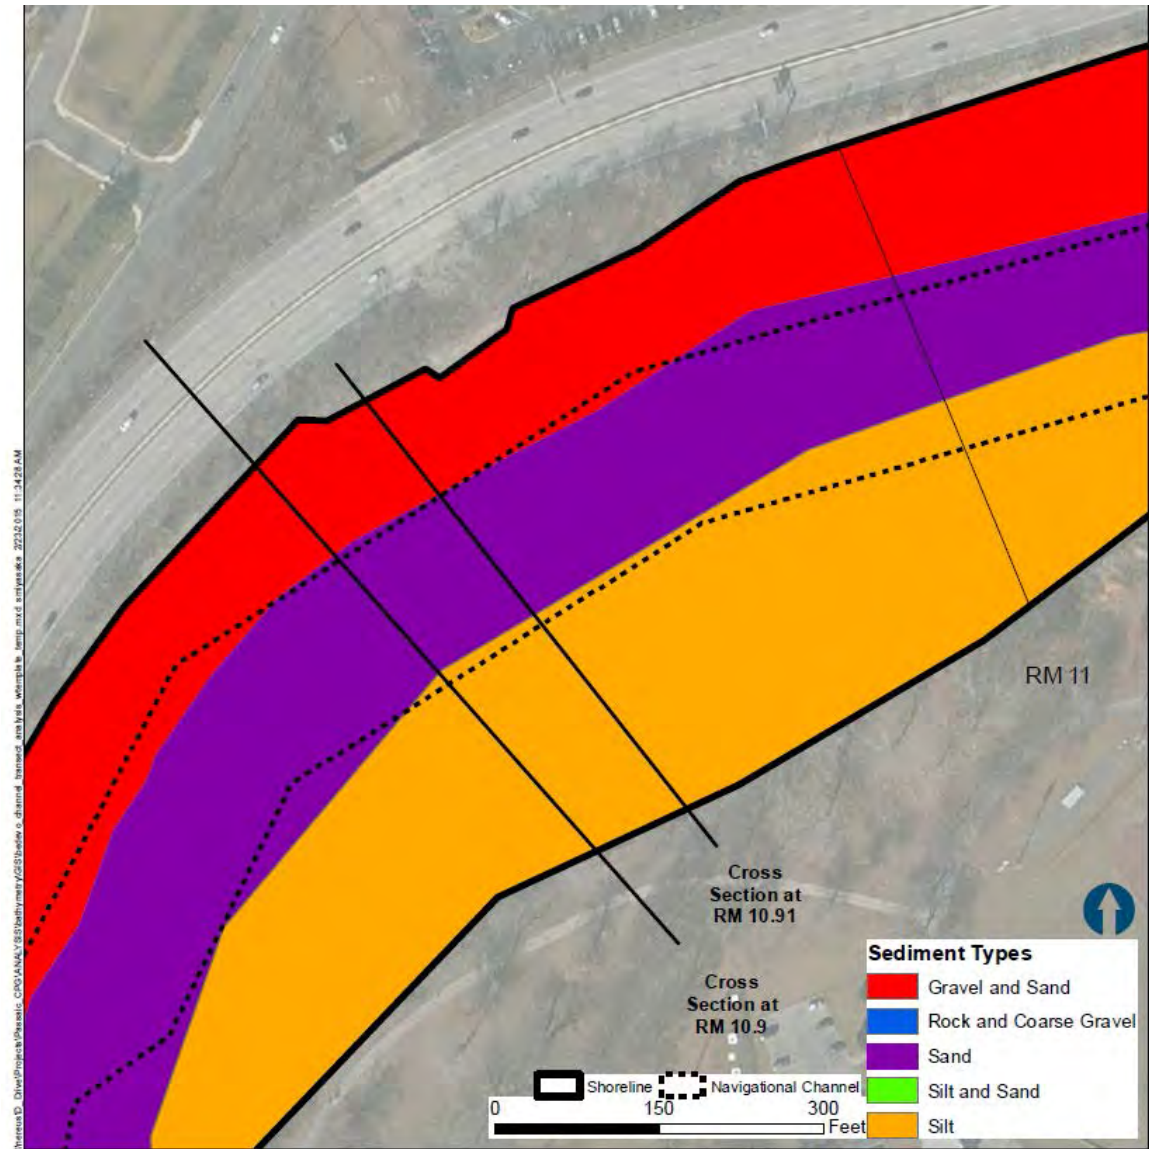 RM 11
Cross
Section at
RM 10.91
Cross
Section at
RM 10.9
Sediment Types
Gravel and Sand
Rock and Coarse Gravel
Sand
Silt and Sand
Silt
Shoreline
Navigational Channel
0 150 300
Feet